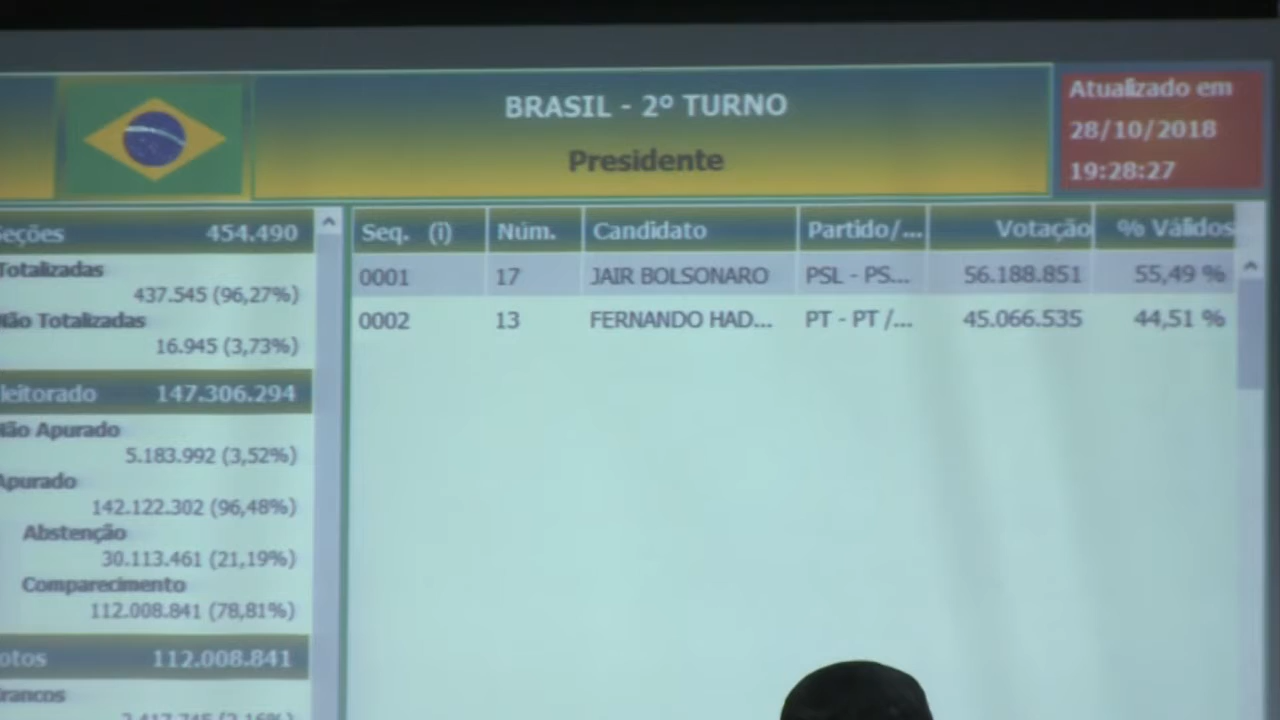 BRASIL - 2º TURNO
Presidente
Atualizado em
28/10/2018
19:28:27
Seções 454.490
Totalizadas
437.545 (96,27%)
Não Totalizadas
16.945 (3,73%)
leitorado 147.306.294
Não Apurado
5.183.992 (3,52%)
Apurado
142.122.302 (96,48%)
Abstenção
30.113.461 (21,19%)
Comparecimento
112.008.841 (78,81%)
otos 112.008.841
rancos
Seq. (i) Núm. Candidato Partido/... Votação % Válidos
0001 17 JAIR BOLSONARO PSL - PS... 56.188.851 55,49 %
0002 13 FERNANDO HAD... PT - PT /... 45.066.535 44,51 %